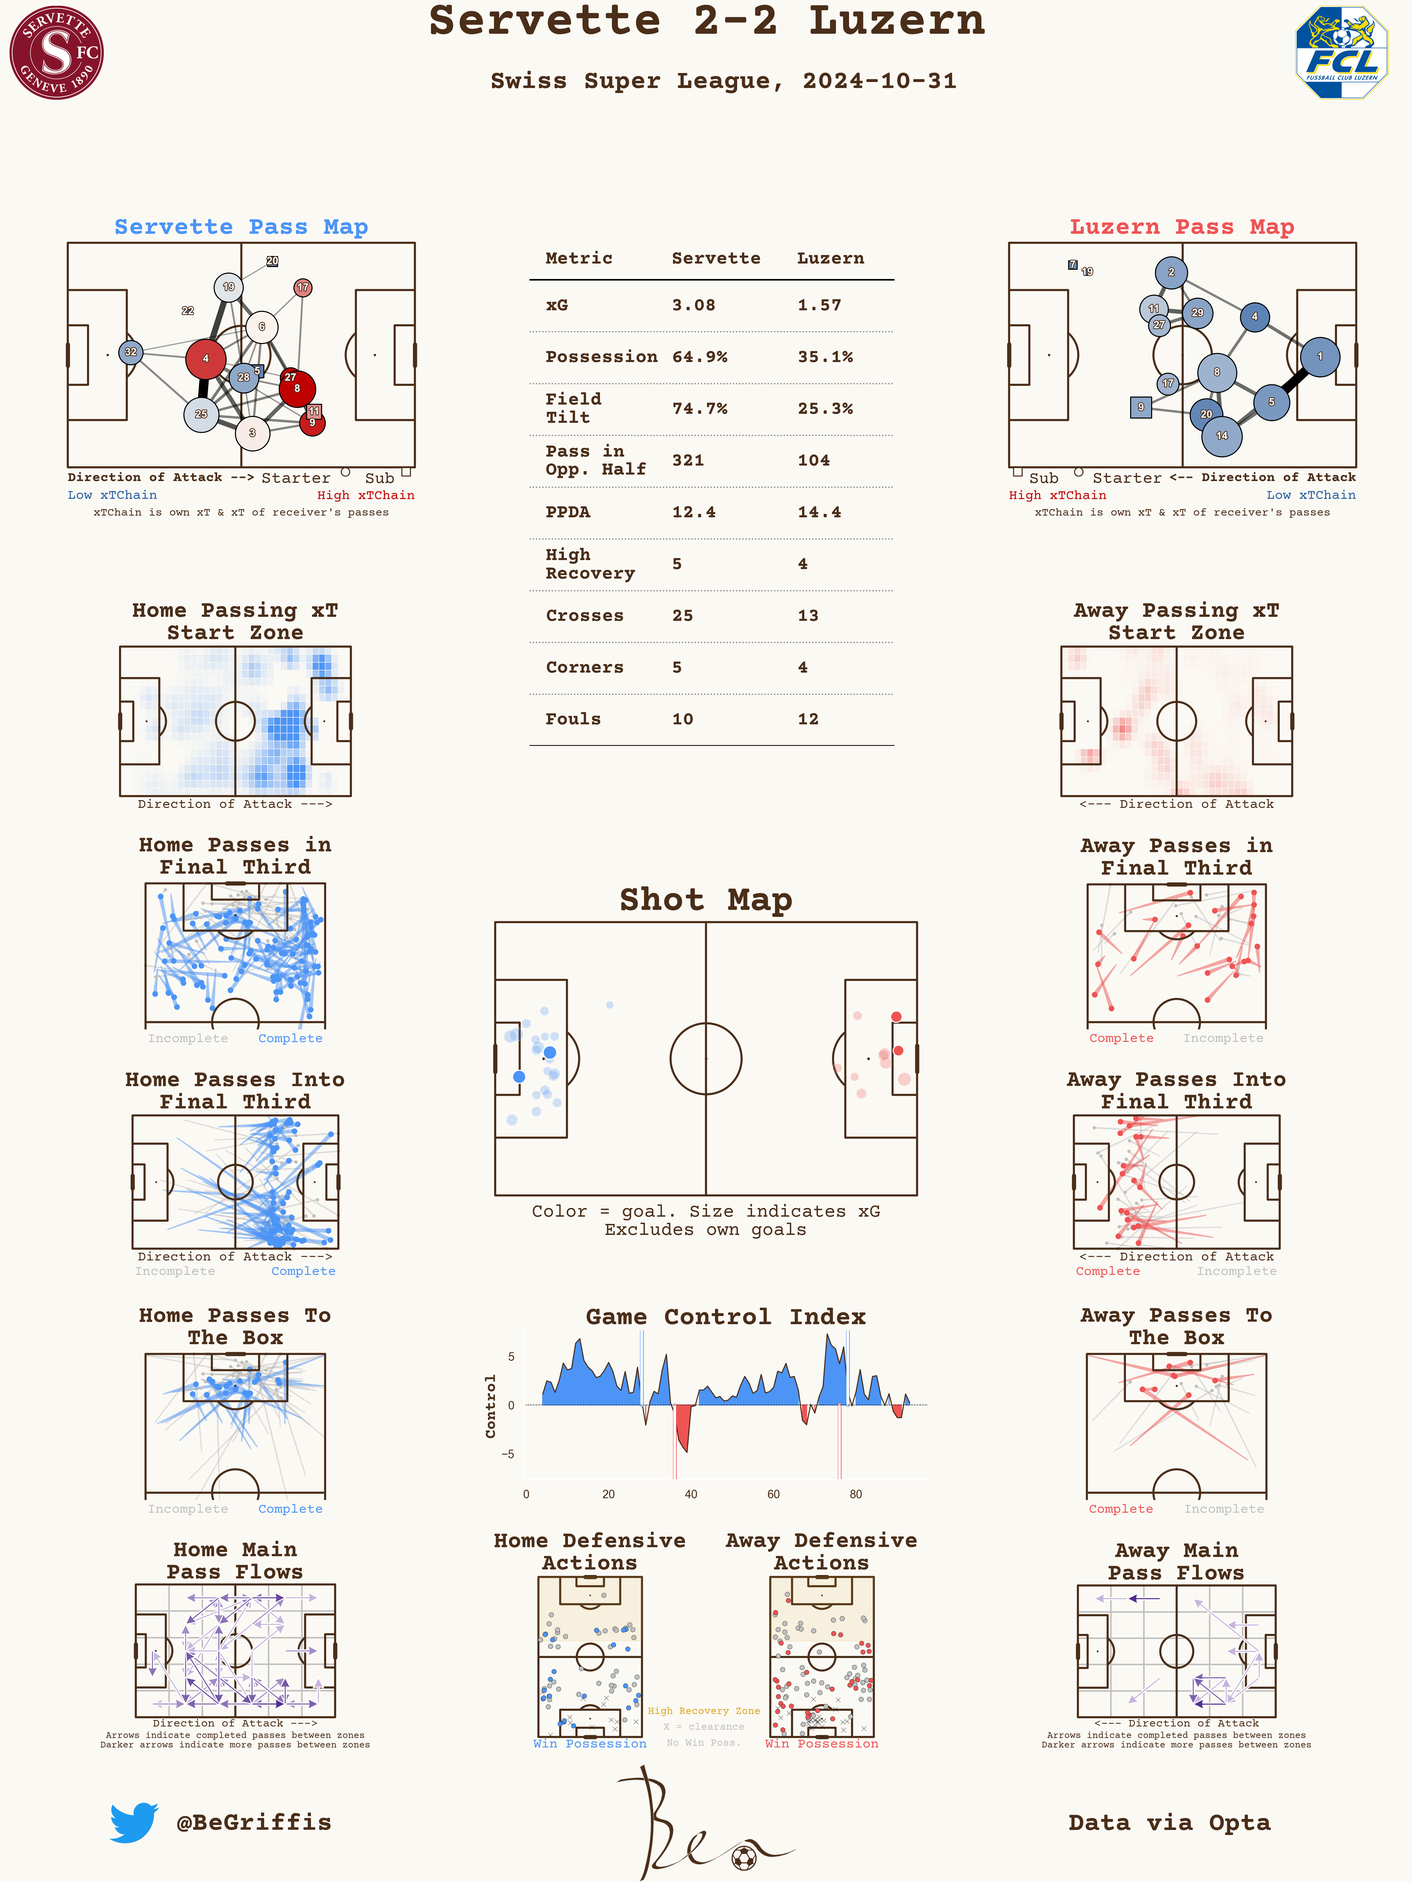 Servette 2-2 Luzern
Swiss Super League, 2024-10-31
SERVETTE
FC
GENEVE 1890
FCL
FUSSBALL CLUB LUZERN
Servette Pass Map
20
19
17
22
6
32
4
5
28
27
8
11
25
9
3
Direction of Attack --> Starter Sub
Low xTChain High xTChain
xTChain is own xT & xT of receiver's passes
Metric Servette Luzern
xG 3.08 1.57
Possession 64.9% 35.1%
Field
Tilt 74.7% 25.3%
Pass in
Opp. Half 321 104
PPDA 12.4 14.4
High
Recovery 5 4
Crosses 25 13
Corners 5 4
Fouls 10 12
Luzern Pass Map
7
19
2
11
29
27
4
1
8
17
9
20
5
14
Sub Starter <-- Direction of Attack
High xTChain Low xTChain
xTChain is own xT & xT of receiver's passes
Home Passing xT
Start Zone
Direction of Attack --->
Away Passing xT
Start Zone
<--- Direction of Attack
Home Passes in
Final Third
Incomplete Complete
Away Passes in
Final Third
Complete Incomplete
Shot Map
Color = goal. Size indicates xG
Excludes own goals
Home Passes Into
Final Third
Direction of Attack --->
Incomplete Complete
Away Passes Into
Final Third
<--- Direction of Attack
Complete Incomplete
Home Passes To
The Box
Incomplete Complete
Game Control Index
Control
5
0
−5
0 20 40 60 80
Away Passes To
The Box
Complete Incomplete
Home Main
Pass Flows
Direction of Attack --->
Arrows indicate completed passes between zones
Darker arrows indicate more passes between zones
Home Defensive
Actions
Win Possession
High Recovery Zone
X = clearance
No Win Poss.
Away Defensive
Actions
Win Possession
Away Main
Pass Flows
<--- Direction of Attack
Arrows indicate completed passes between zones
Darker arrows indicate more passes between zones
@BeGriffis
Ben
Data via Opta